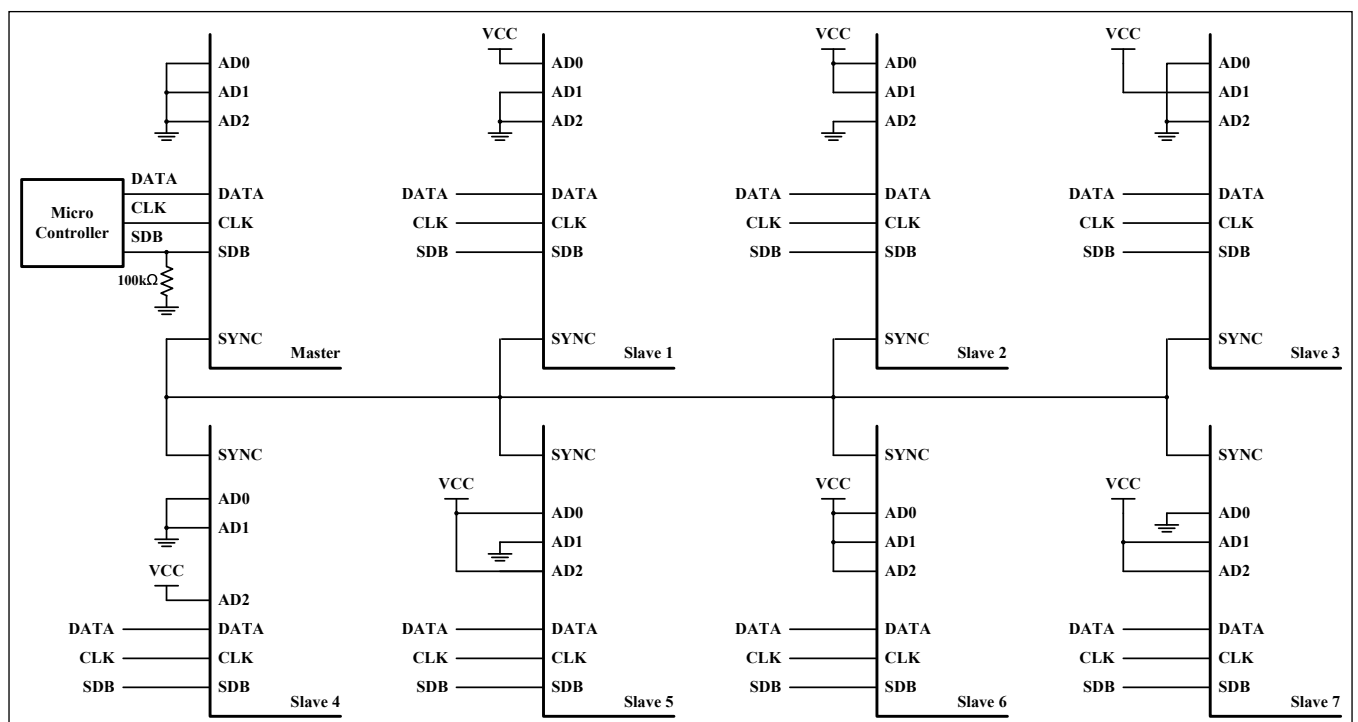 VCC
VCC
VCC
AD0
AD1
AD2
AD0
AD1
AD2
AD0
AD1
AD2
AD0
AD1
AD2
Micro
Controller
DATA
CLK
SDB
100kΩ
DATA
CLK
SDB
DATA
CLK
SDB
DATA
CLK
SDB
DATA
CLK
SDB
DATA
CLK
SDB
DATA
CLK
SDB
DATA
CLK
SDB
SYNC
Master
SYNC
Slave 1
SYNC
Slave 2
SYNC
Slave 3
SYNC
SYNC
SYNC
SYNC
AD0
AD1
VCC
AD2
VCC
AD0
AD1
AD2
VCC
AD0
AD1
AD2
VCC
AD0
AD1
AD2
DATA
CLK
SDB
DATA
CLK
SDB
Slave 4
DATA
CLK
SDB
DATA
CLK
SDB
Slave 5
DATA
CLK
SDB
DATA
CLK
SDB
Slave 6
DATA
CLK
SDB
DATA
CLK
SDB
Slave 7